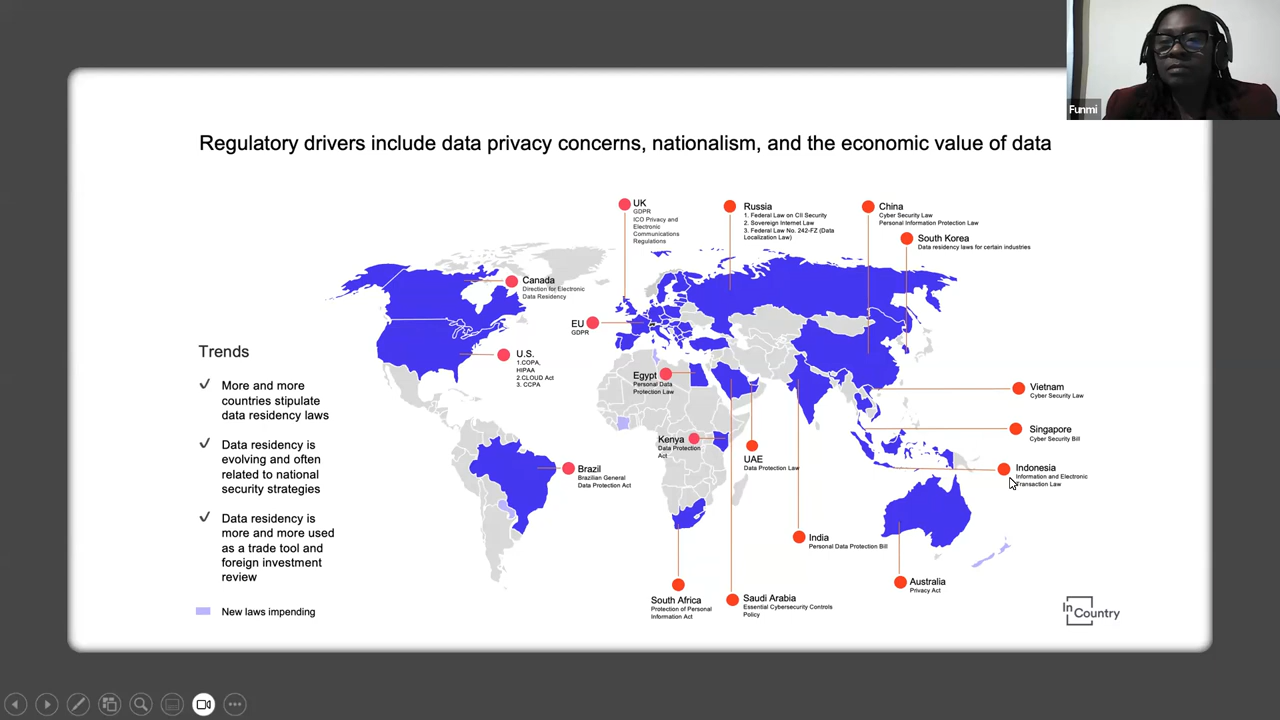 Funmi
Regulatory drivers include data privacy concerns, nationalism, and the economic value of data
UK
GDPR
ICO Privacy and
Electronic
Communications
Regulations
Russia
1. Federal Law on CII Security
2. Sovereign Internet Law
3. Federal Law No. 242-FZ (Data
Localization Law)
China
Cyber Security Law
Personal Information Protection Law
South Korea
Data residency laws for certain industries
Canada
Direction for Electronic
Data Residency
EU
GDPR
U.S.
1.COPA,
HIPAA
2.CLOUD Act
3. CCPA
Egypt
Personal Data
Protection Law
Kenya
Data Protection
Act
UAE
Data Protection Law
Vietnam
Cyber Security Law
Singapore
Cyber Security Bill
Indonesia
Information and Electronic
Transaction Law
Brazil
Brazilian General
Data Protection Act
India
Personal Data Protection Bill
Australia
Privacy Act
South Africa
Protection of Personal
Information Act
Saudi Arabia
Essential Cybersecurity Controls
Policy
Trends
More and more
countries stipulate
data residency laws
Data residency is
evolving and often
related to national
security strategies
Data residency is
more and more used
as a trade tool and
foreign investment
review
New laws impending
In
Country